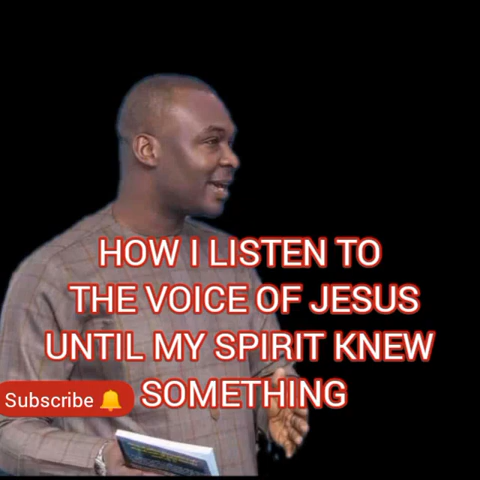 HOW I LISTEN TO
THE VOICE OF JESUS
UNTIL MY SPIRIT KNEW
SOMETHING
Subscribe 🔔